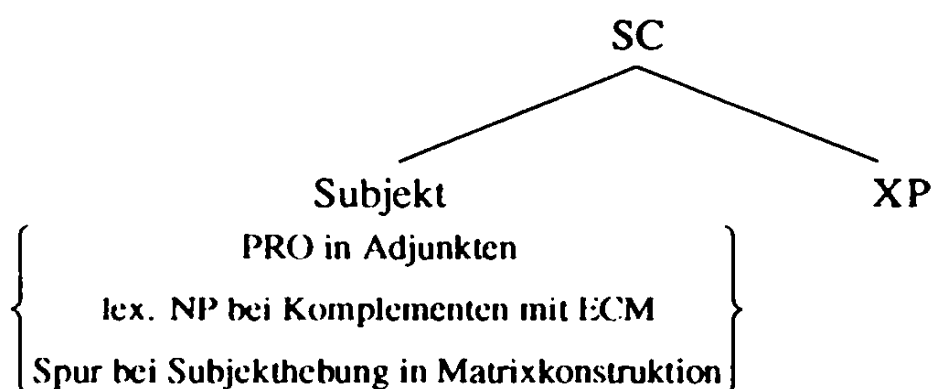 SC
Subjekt XP
PRO in Adjunkten
lex. NP bei Komplementen mit ECM
Spur bei Subjekthebung in Matrixkonstruktion